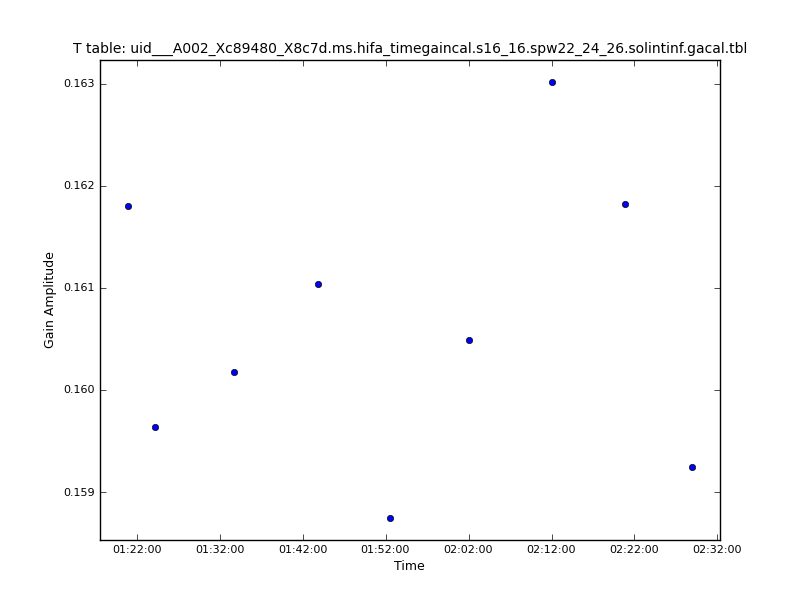 T table: uid___A002_Xc89480_X8c7d.ms.hifa_timegaincal.s16_16.spw22_24_26.solintinf.gacal.tbl
0.163
0.162
0.161
0.160
0.159
Gain Amplitude
01:22:00 01:32:00 01:42:00 01:52:00 02:02:00 02:12:00 02:22:00 02:32:00
Time